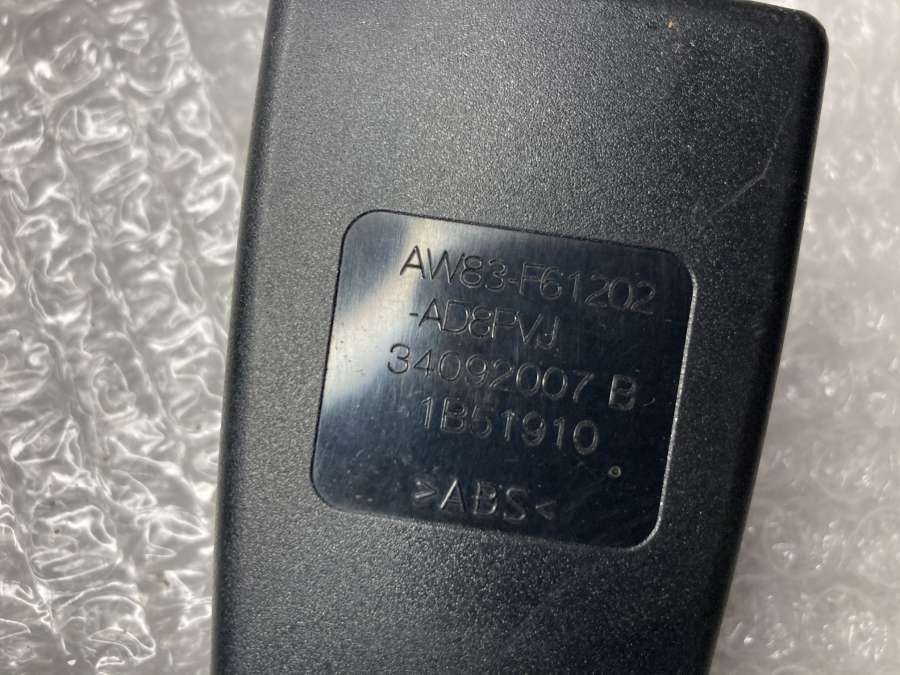 AW83-F61202
-AD8PVJ
34092007 B
1B51910
>ABS<